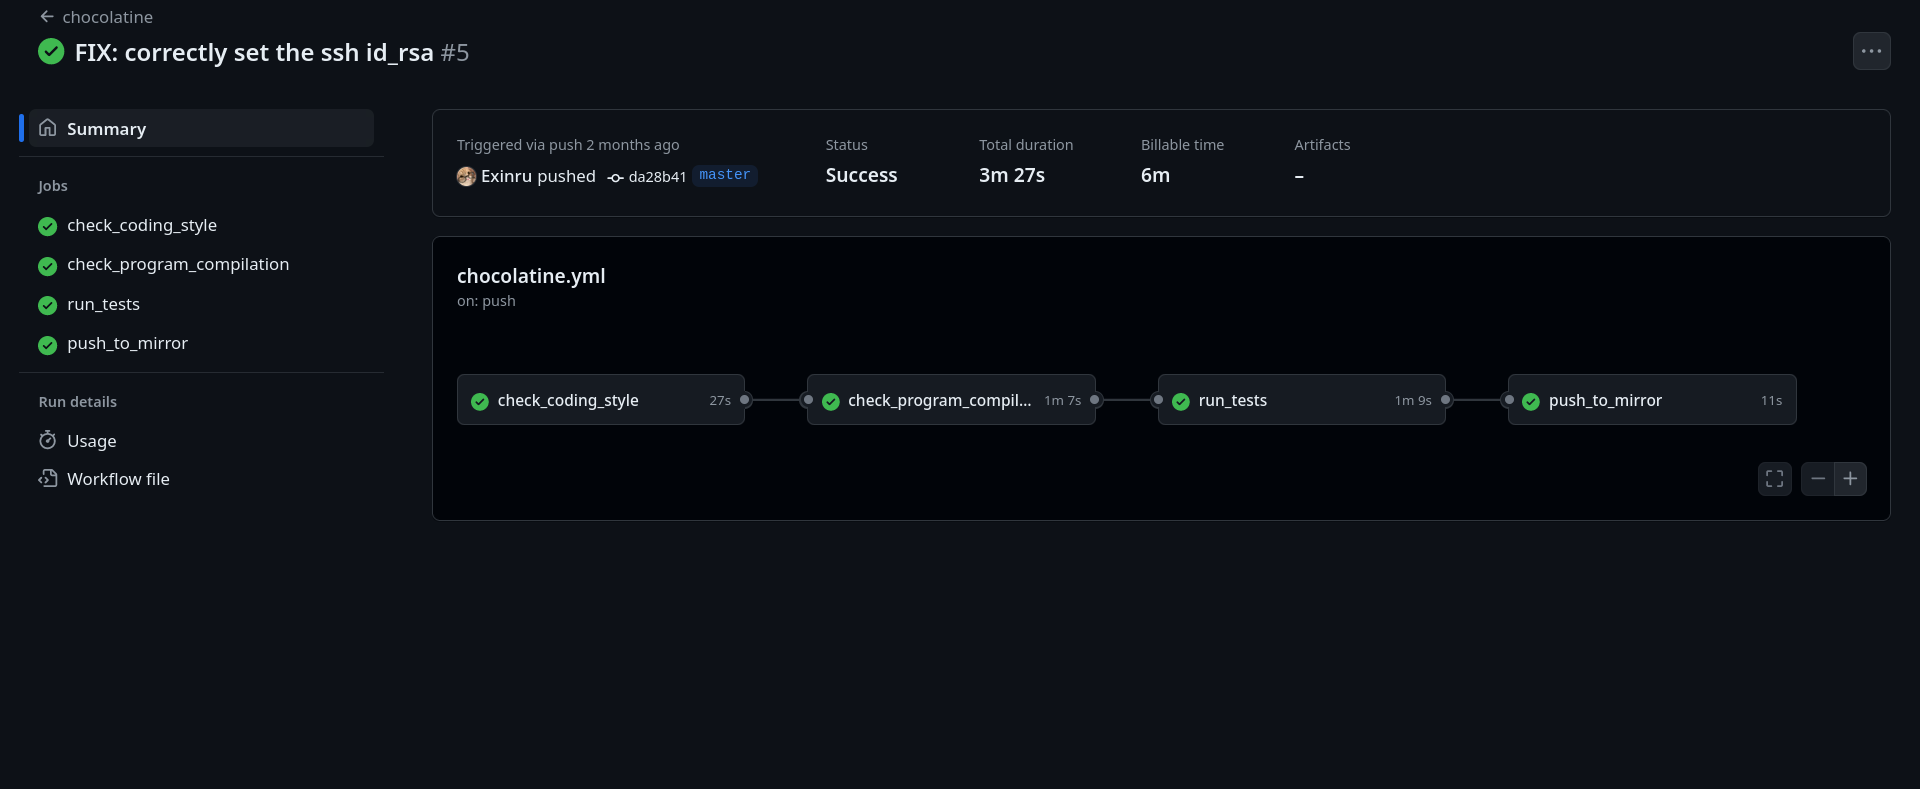 chocolatine
FIX: correctly set the ssh id_rsa #5
Summary
Jobs
check_coding_style
check_program_compilation
run_tests
push_to_mirror
Run details
Usage
Workflow file
Triggered via push 2 months ago
Exinru pushed da28b41 master
Status
Success
Total duration
3m 27s
Billable time
6m
Artifacts
–
chocolatine.yml
on: push
check_coding_style 27s
check_program_compil... 1m 7s
run_tests 1m 9s
push_to_mirror 11s